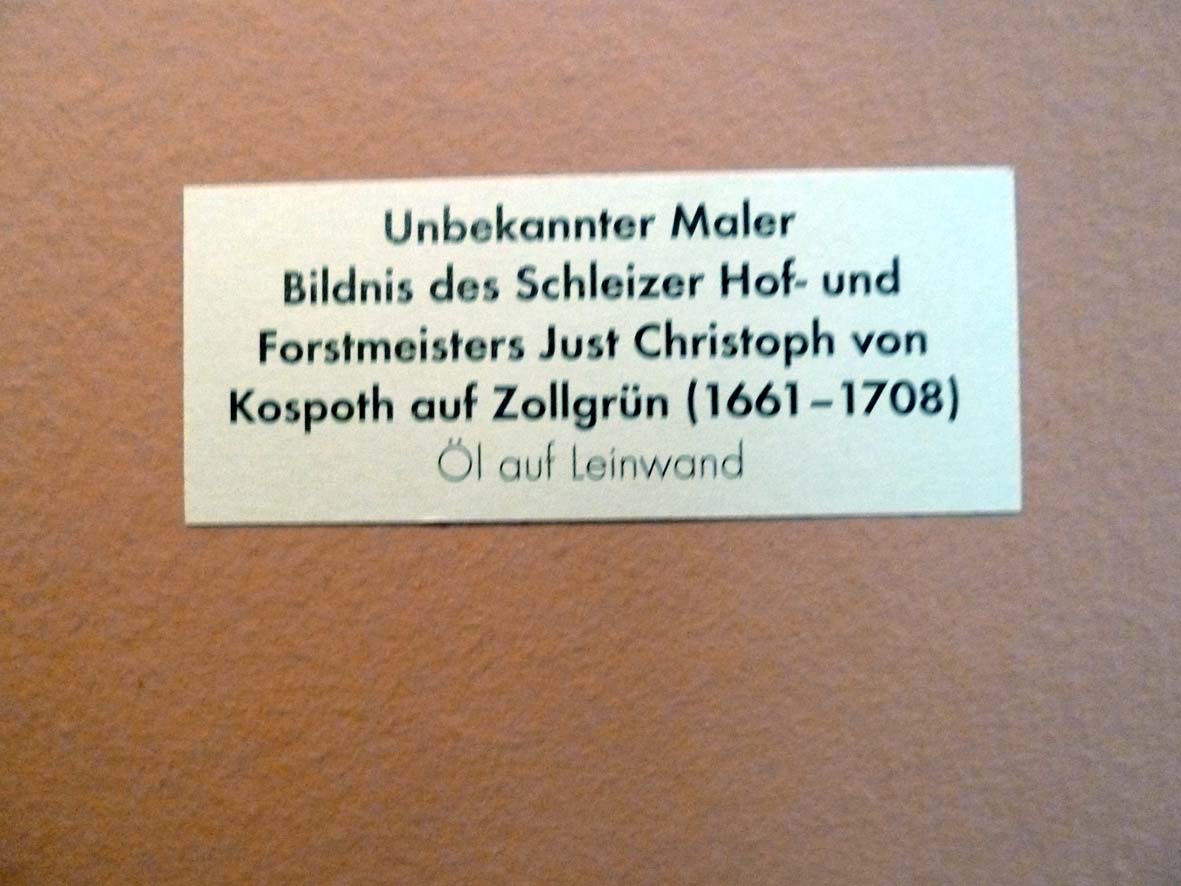 Unbekannter Maler
Bildnis des Schleizer Hof- und
Forstmeisters Just Christoph von
Kospoth auf Zollgrün (1661–1708)
Öl auf Leinwand